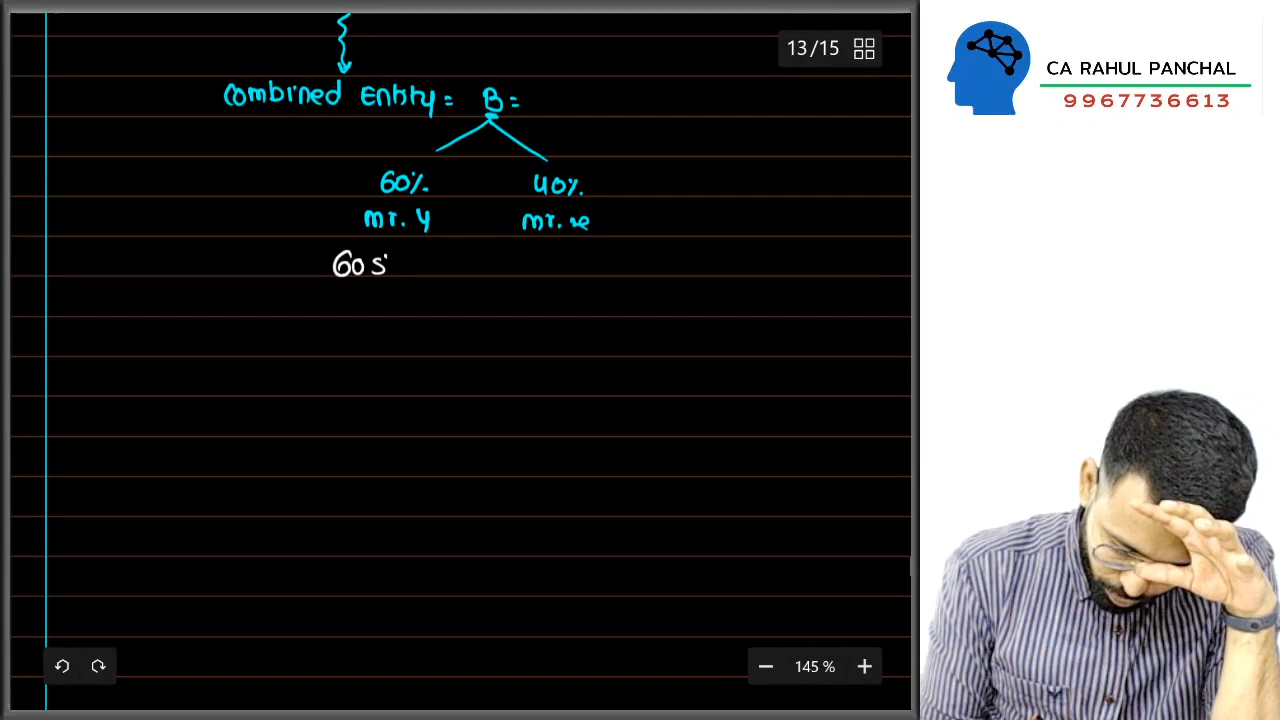 13/15
CA RAHUL PANCHAL
9967736613
Combined Entity = B =
60% 40%
mr. y mr. x
60 s
145 %